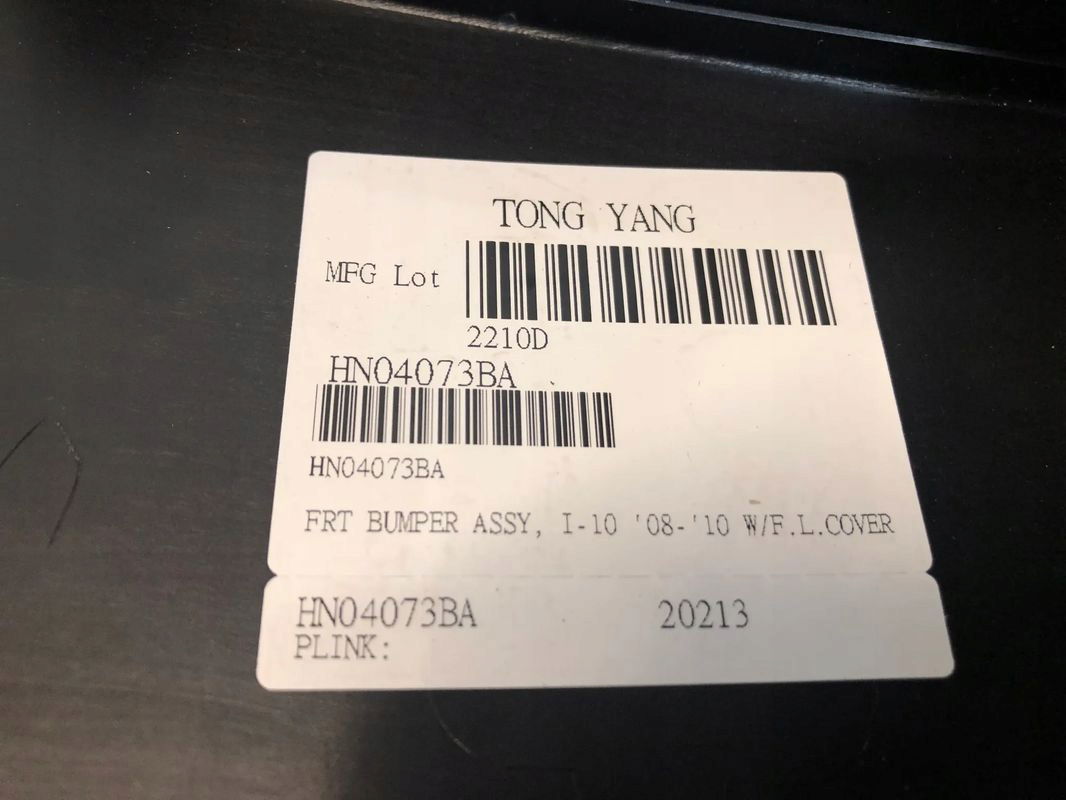 TONG YANG
MFG Lot
2210D
HN04073BA
HN04073BA
FRT BUMPER ASSY, I-10 '08-'10 W/F.L.COVER
HN04073BA 20213
PLINK: